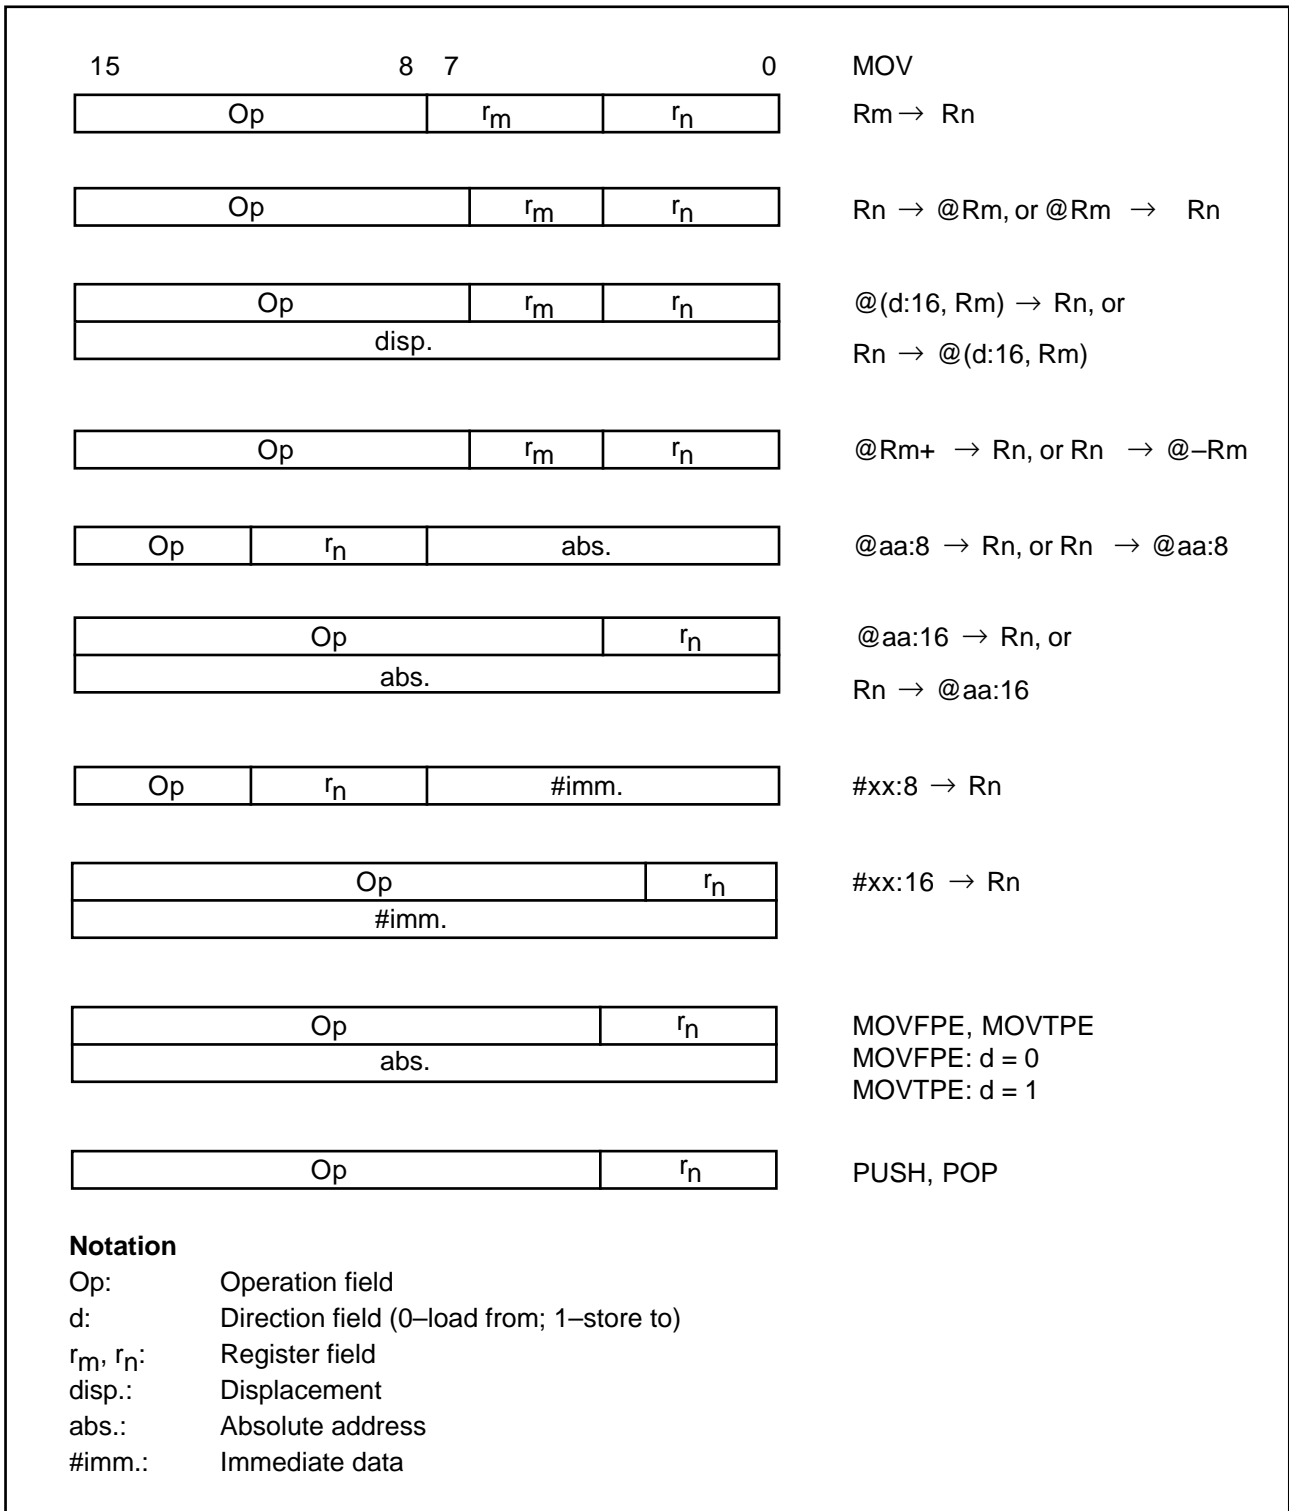 15 8 7 0 MOV
Op rm rn Rm → Rn
Op rm rn Rn → @Rm, or @Rm → Rn
Op rm rn @(d:16, Rm) → Rn, or
disp. Rn → @(d:16, Rm)
Op rm rn @Rm+ → Rn, or Rn → @–Rm
Op rn abs. @aa:8 → Rn, or Rn → @aa:8
Op rn @aa:16 → Rn, or
abs. Rn → @aa:16
Op rn #imm. #xx:8 → Rn
Op rn #xx:16 → Rn
#imm.
Op rn MOVFPE, MOVTPE
abs. MOVFPE: d = 0
MOVTPE: d = 1
Op rn PUSH, POP
Notation
Op: Operation field
d: Direction field (0–load from; 1–store to)
rm, rn: Register field
disp.: Displacement
abs.: Absolute address
#imm.: Immediate data